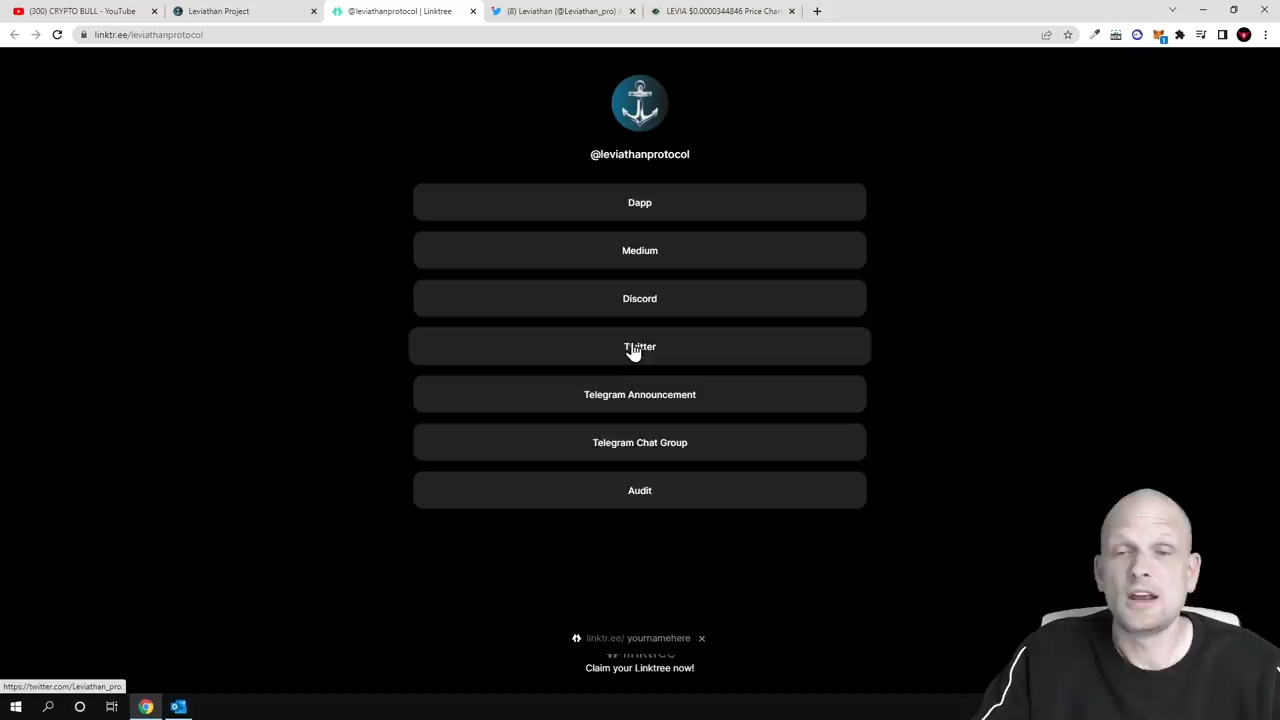 (300) CRYPTO BULL - YouTube
Leviathan Project
@leviathanprotocol | Linktree
(8) Leviathan (@Leviathan_pro) /
LEVIA $0.0000344846 Price Char
linktr.ee/leviathanprotocol
@leviathanprotocol
Dapp
Medium
Discord
Twitter
Telegram Announcement
Telegram Chat Group
Audit
linktr.ee/ yournamehere
Claim your Linktree now!
https://twitter.com/Leviathan_pro